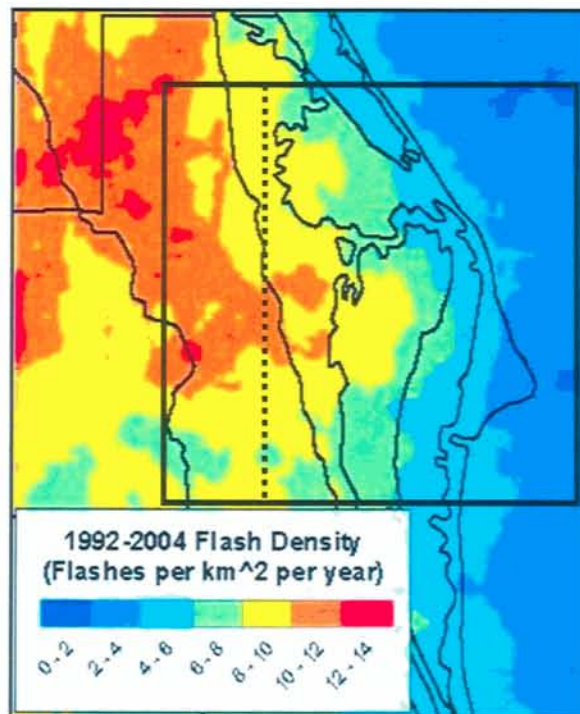 1992-2004 Flash Density
(Flashes per km^2 per year)
0 - 2
2 - 4
4 - 6
6 - 8
8 - 10
10 - 12
12 - 14